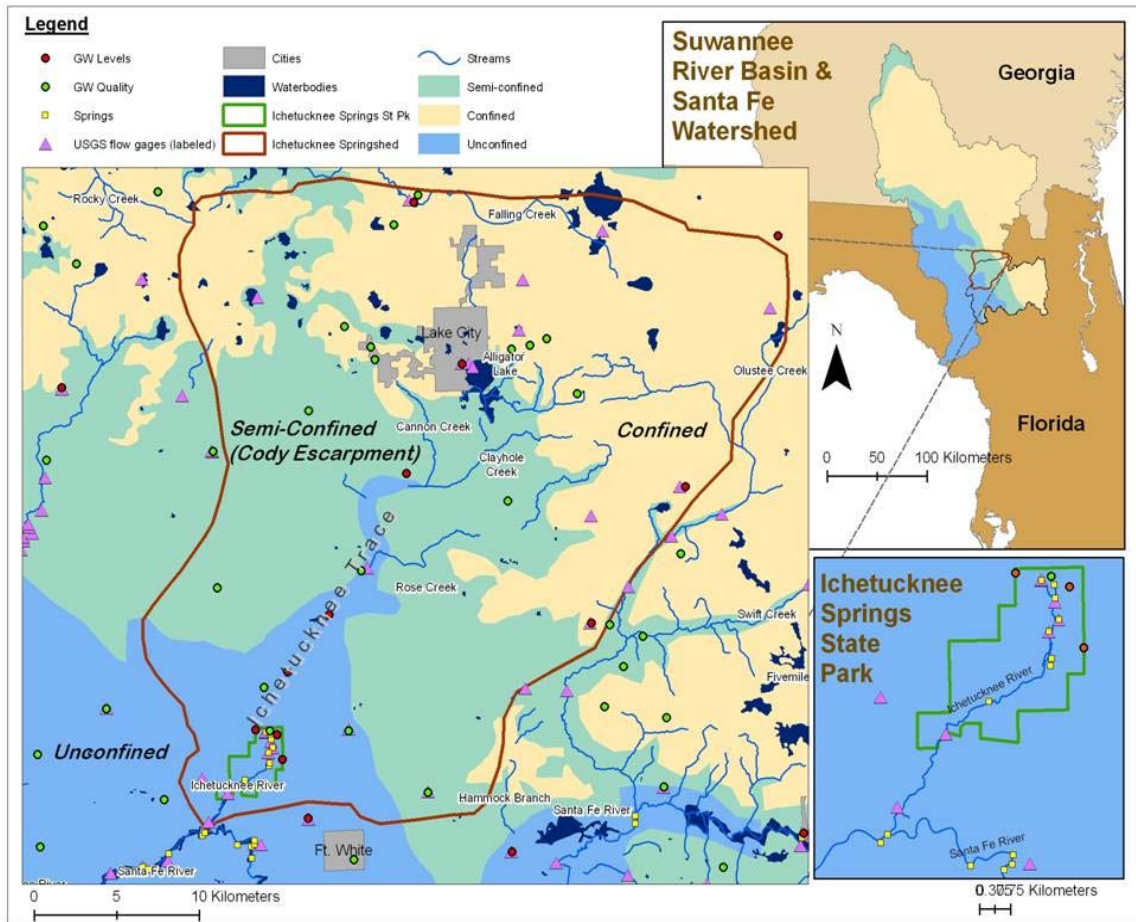 Legend
GW Levels
GW Quality
Springs
USGS flow gages (labeled)
Cities
Waterbodies
Ichetucknee Springs St Pk
Ichetucknee Springshed
Streams
Semi-confined
Confined
Unconfined
Suwannee
River Basin &
Santa Fe
Watershed
Georgia
Florida
N
0 50 100 Kilometers
Rocky Creek
Falling Creek
Lake City
Alligator
Lake
Olustee Creek
Semi-Confined
(Cody Escarpment)
Cannon Creek
Confined
Clayhole
Creek
Ichetucknee Trace
Rose Creek
Swift Creek
Fivemile
Unconfined
Ichetucknee River
Hammock Branch
Santa Fe River
Ft. White
Santa Fe River
River
0 5 10 Kilometers
Ichetucknee
Springs
State
Park
Ichetucknee River
Santa Fe River
Kilometers